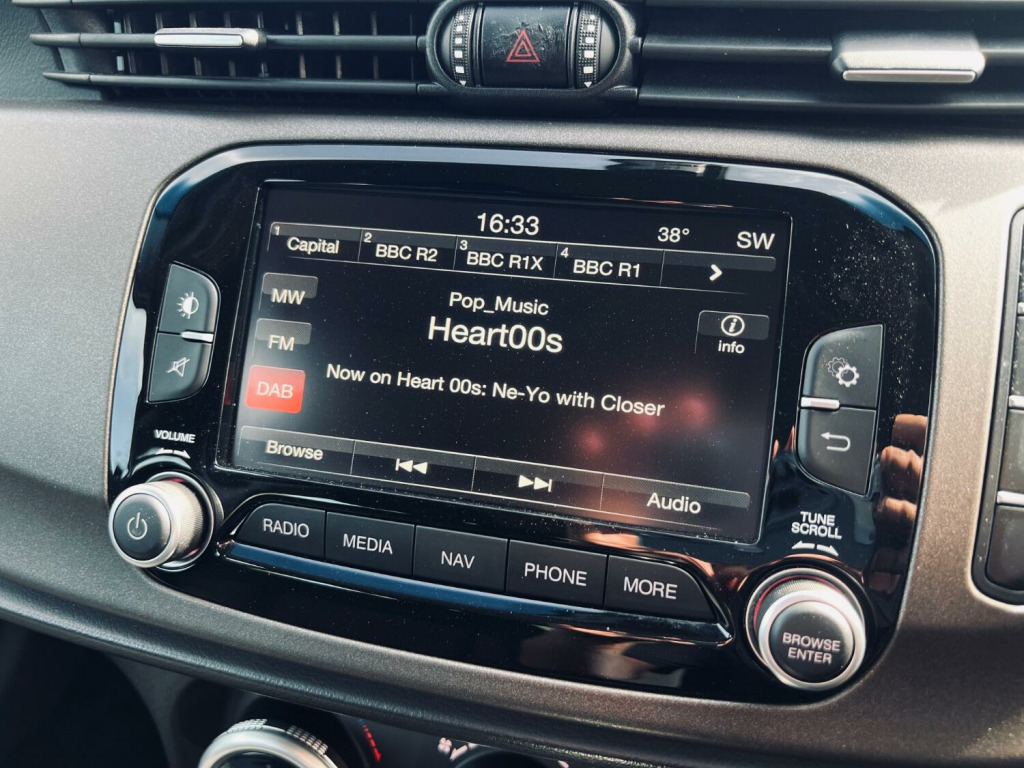 16:33
38°
SW
1 Capital
2 BBC R2
3 BBC R1X
4 BBC R1
MW
Pop_Music
Heart00s
i
info
FM
DAB
Now on Heart 00s: Ne-Yo with Closer
Browse
Audio
VOLUME
TUNE
SCROLL
RADIO
MEDIA
NAV
PHONE
MORE
BROWSE
ENTER